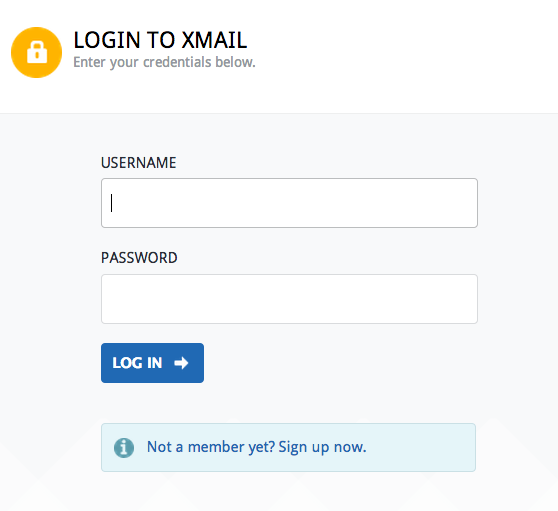 LOGIN TO XMAIL
Enter your credentials below.
USERNAME
PASSWORD
LOG IN
Not a member yet? Sign up now.